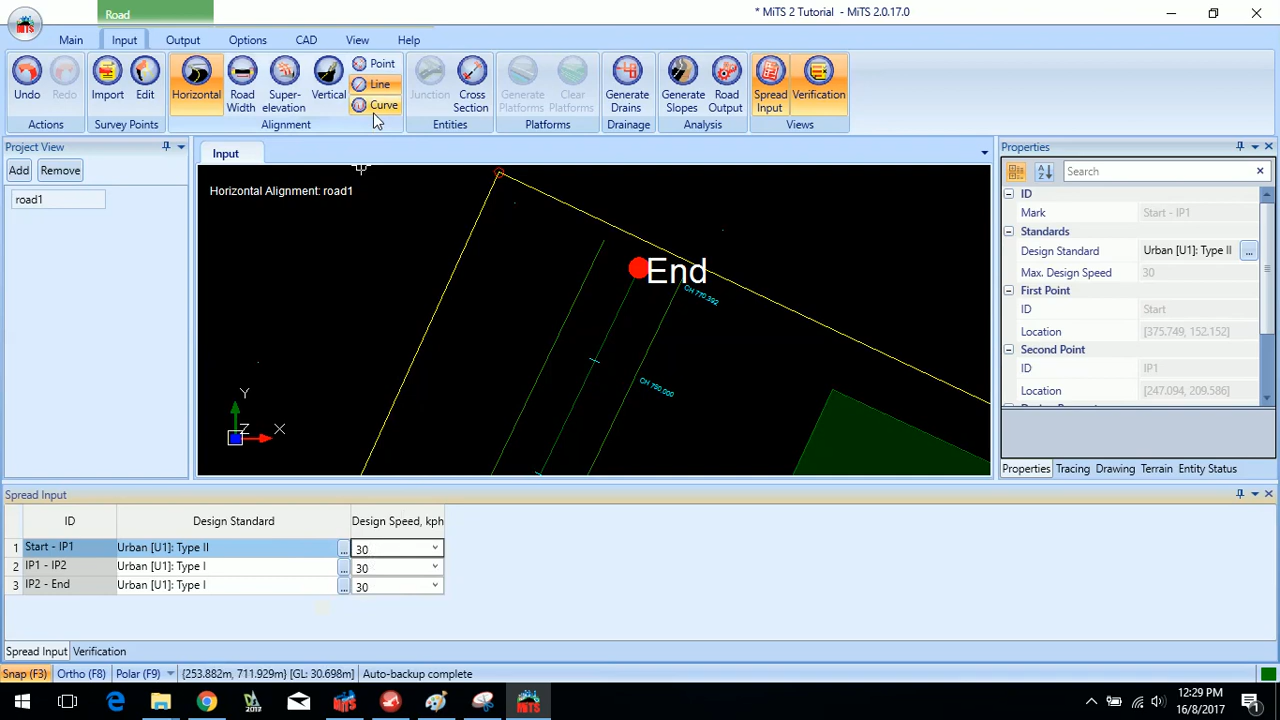 Road
* MiTS 2 Tutorial - MiTS 2.0.17.0
MiTS
Main Input Output Options CAD View Help
Undo Redo Import Edit Horizontal Road Width Super-elevation Vertical Point Line Curve Junction Cross Section Generate Platforms Clear Platforms Generate Drains Generate Slopes Road Output Spread Input Verification
Actions Survey Points Alignment Entities Platforms Drainage Analysis Views
Project View
Add Remove
road1
Input
Horizontal Alignment: road1
End
CH 770.392
CH 750.000
Y
Z X
Properties
Search
ID
Mark Start - IP1
Standards
Design Standard Urban [U1]: Type II ...
Max. Design Speed 30
First Point
ID Start
Location [375.749, 152.152]
Second Point
ID IP1
Location [247.094, 209.586]
Properties Tracing Drawing Terrain Entity Status
Spread Input
ID Design Standard Design Speed, kph
1 Start - IP1 Urban [U1]: Type II ... 30
2 IP1 - IP2 Urban [U1]: Type I ... 30
3 IP2 - End Urban [U1]: Type I ... 30
Spread Input Verification
Snap (F3) Ortho (F8) Polar (F9) {253.882m, 711.929m} [GL: 30.698m] Auto-backup complete
12:29 PM
16/8/2017